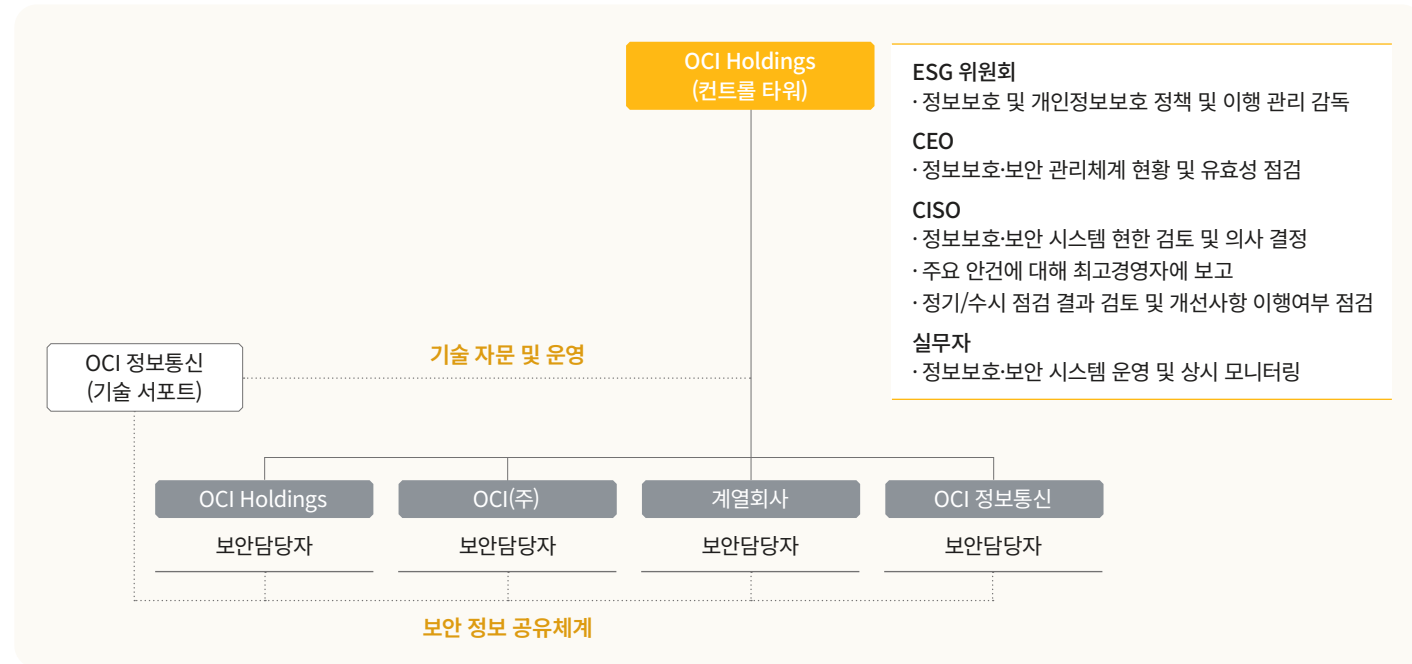 OCI Holdings
(컨트롤 타워)
ESG 위원회
· 정보보호 및 개인정보보호 정책 및 이행 관리 감독
CEO
· 정보보호·보안 관리체계 현황 및 유효성 점검
CISO
· 정보보호·보안 시스템 현한 검토 및 의사 결정
· 주요 안건에 대해 최고경영자에 보고
· 정기/수시 점검 결과 검토 및 개선사항 이행여부 점검
실무자
· 정보보호·보안 시스템 운영 및 상시 모니터링
OCI 정보통신
(기술 서포트)
기술 자문 및 운영
OCI Holdings
보안담당자
OCI(주)
보안담당자
계열회사
보안담당자
OCI 정보통신
보안담당자
보안 정보 공유체계